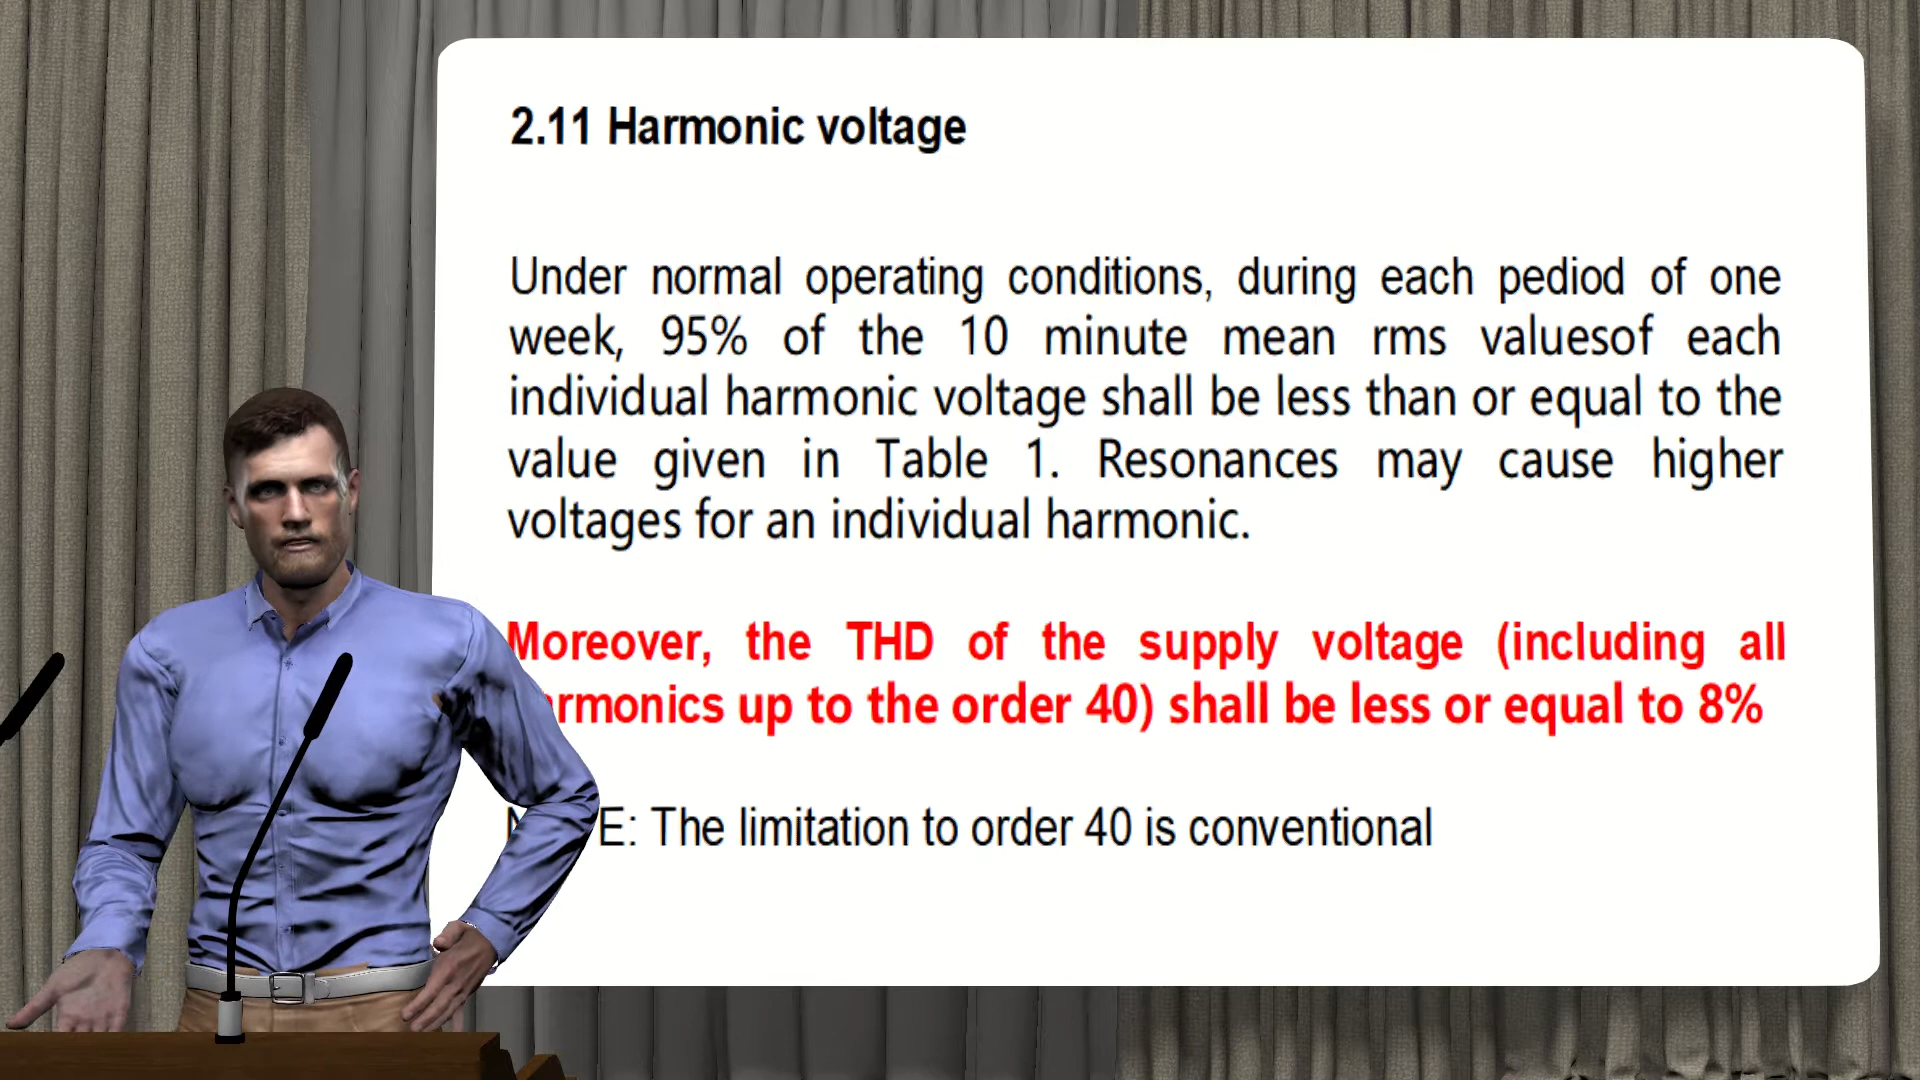 2.11 Harmonic voltage
Under normal operating conditions, during each pediod of one
week, 95% of the 10 minute mean rms valuesof each
individual harmonic voltage shall be less than or equal to the
value given in Table 1. Resonances may cause higher
voltages for an individual harmonic.
Moreover, the THD of the supply voltage (including all
armonics up to the order 40) shall be less or equal to 8%
N E: The limitation to order 40 is conventional